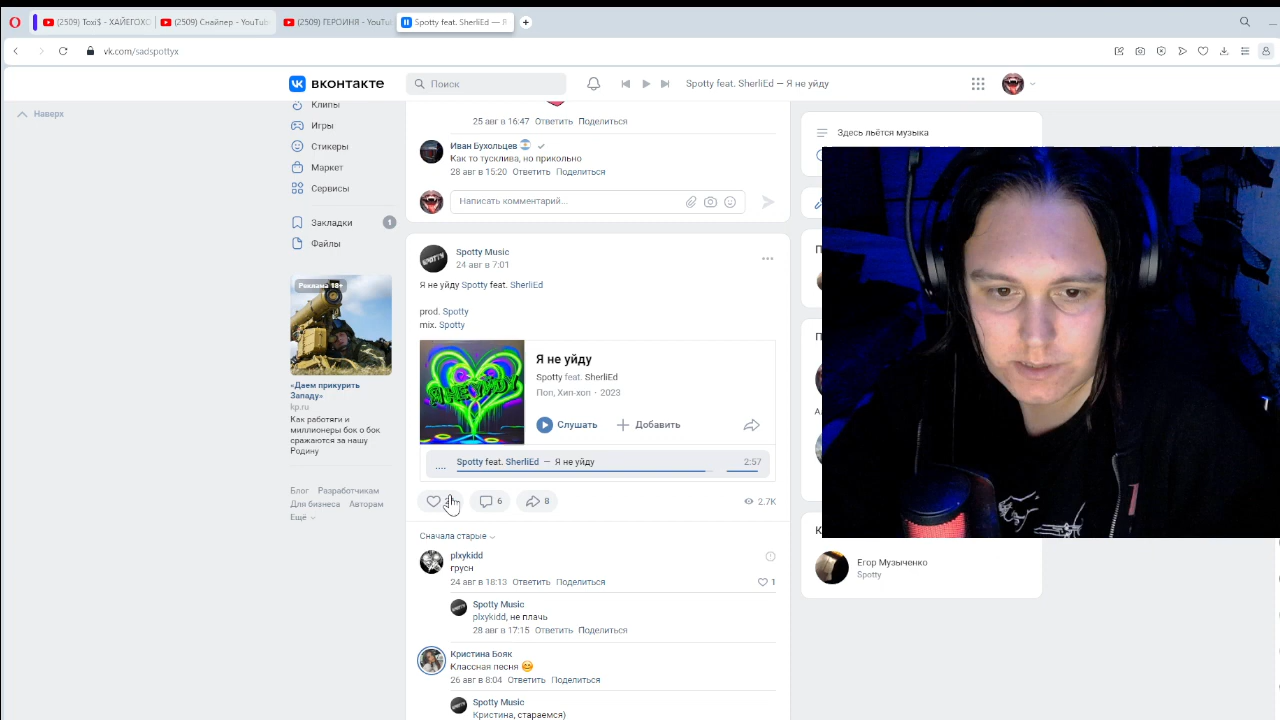 (2509) Toxi$ - ХАЙЕГОХО
(2509) Снайпер - YouTub
(2509) ГЕРОИНЯ - YouTu
Spotty feat. SherliEd — Я
vk.com/sadspottyx
ВКОНТАКТЕ
Поиск
Spotty feat. SherliEd – Я не уйду
Наверх
Клипы
Игры
Стикеры
Маркет
Сервисы
Закладки 1
Файлы
Реклама 18+
«Даем прикурить
Западу»
kp.ru
Как работяги и
миллионеры бок о бок
сражаются за нашу
Родину
Блог Разработчикам
Для бизнеса Авторам
Ещё
25 авг в 16:47 Ответить Поделиться
Иван Бухольцев
Как то тусклива, но прикольно
28 авг в 15:20 Ответить Поделиться
Написать комментарий...
Spotty Music
24 авг в 7:01
Я не уйду Spotty feat. SherliEd
prod. Spotty
mix. Spotty
SPOTTY
Я НЕ УЙДУ
Я не уйду
Spotty feat. SherliEd
Поп, Хип-хоп · 2023
Слушать Добавить
Spotty feat. SherliEd — Я не уйду 2:57
6 8 2.7K
Сначала старые
plxykidd
грусн
24 авг в 18:13 Ответить Поделиться 1
Spotty Music
plxykidd, не плачь
28 авг в 17:15 Ответить Поделиться
Кристина Бояк
Классная песня 😊
26 авг в 8:04 Ответить Поделиться
Spotty Music
Кристина, стараемся)
Здесь льётся музыка
Егор Музыченко
Spotty